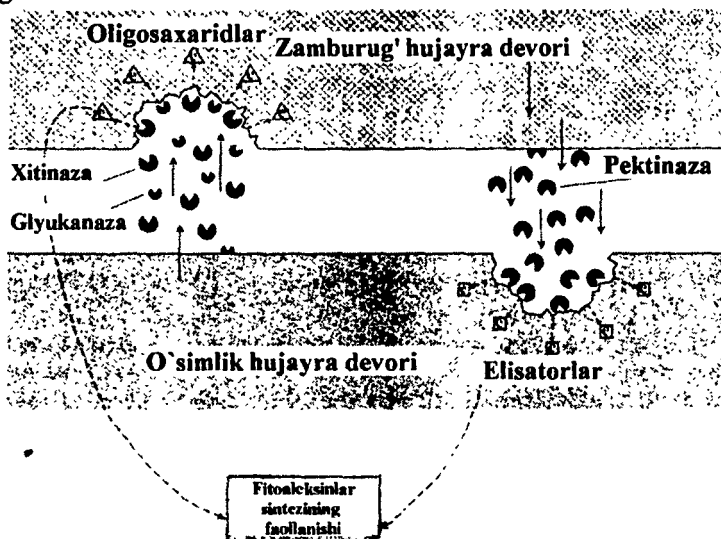 Oligosaxaridlar
Zamburug' hujayra devori
Xitinaza
Glyukanaza
Pektinaza
O`simlik hujayra devori
Elisatorlar
Fitoaleksinlar
sintezining
faollanishi